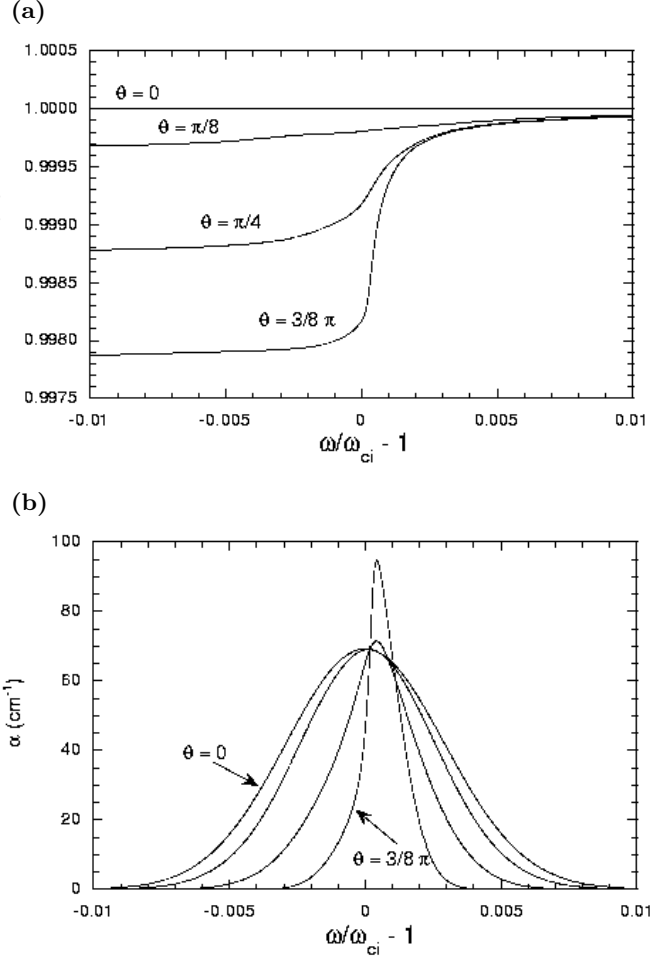 (a)
1.0005
1.0000
0.9995
0.9990
0.9985
0.9980
0.9975
θ = 0
θ = π/8
θ = π/4
θ = 3/8 π
-0.01 -0.005 0 0.005 0.01
ω/ω_ci - 1
(b)
100
80
60
40
20
0
α (cm⁻¹)
θ = 0
θ = 3/8 π
-0.01 -0.005 0 0.005 0.01
ω/ω_ci - 1